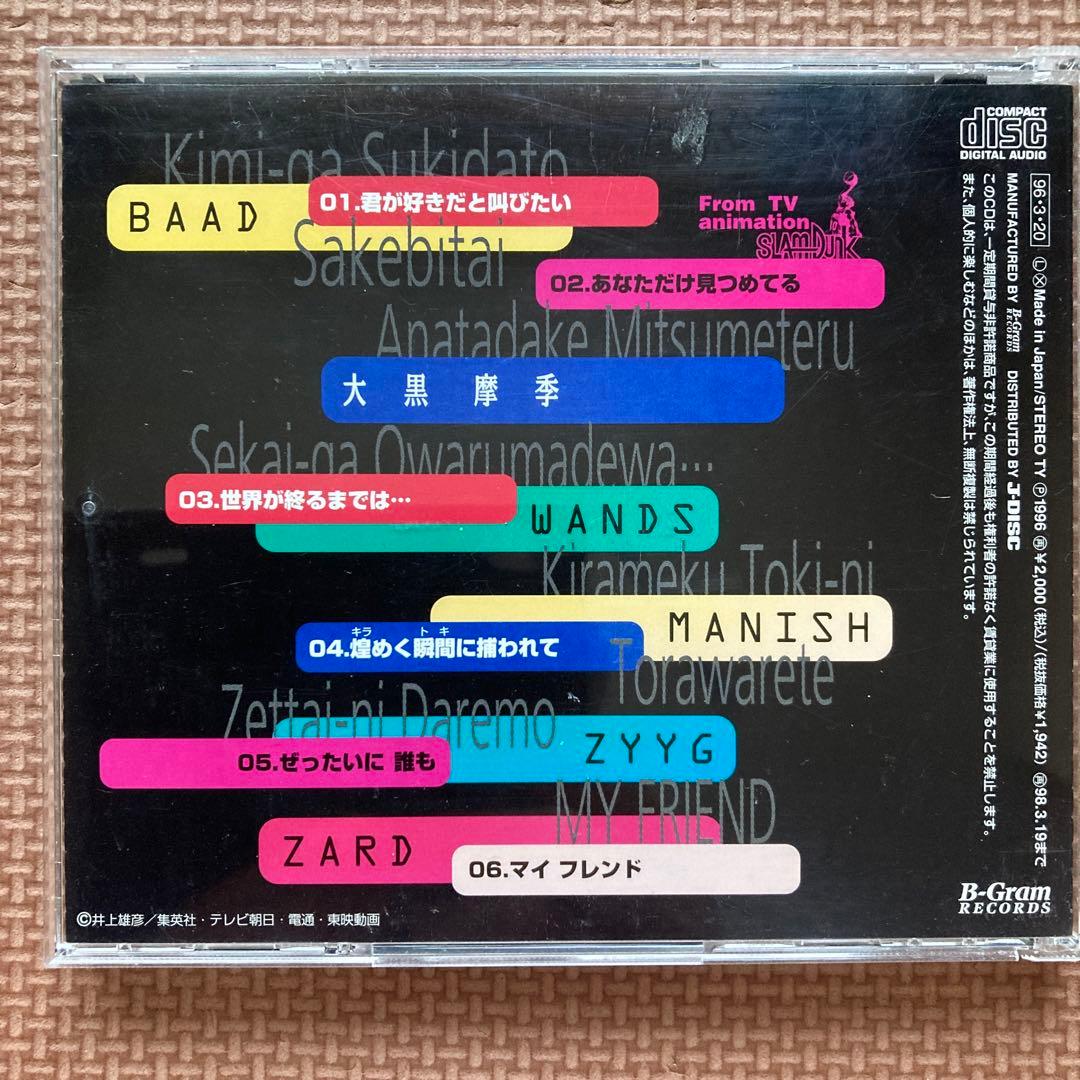 Kimi-ga Sukidato
BAAD
01.君が好きだと叫びたい
Sakebitai
From TV
animation
SLAMDUNK
02.あなただけ見つめてる
Anatadake Mitsumeteru
大黒摩季
Sekai-ga Owarumadewa…
03.世界が終るまでは…
WANDS
Kirameku Toki-ni
MANISH
キラ トキ
04.煌めく瞬間に捕われて
Torawarete
Zettai-ni Daremo
ZYYG
05.ぜったいに 誰も
MY FRIEND
ZARD
06.マイ フレンド
©井上雄彦／集英社・テレビ朝日・電通・東映動画
COMPACT
disc
DIGITAL AUDIO
96・3・20 ⓁⓍMade in Japan/STEREO TY Ⓟ1996 ㊢¥2,000(税込)/(税抜価格¥1,942) ㊢98.3.19まで
MANUFACTURED BY B-Gram RECORDS DISTRIBUTED BY J-DISC
このCDは、一定期間貸与非許諾商品ですが、この期間経過後も権利者の許諾なく賃貸業に使用することを禁止します。
また、個人的に楽しむなどのほかは、著作権法上、無断複製は禁じられています。
B-Gram
RECORDS